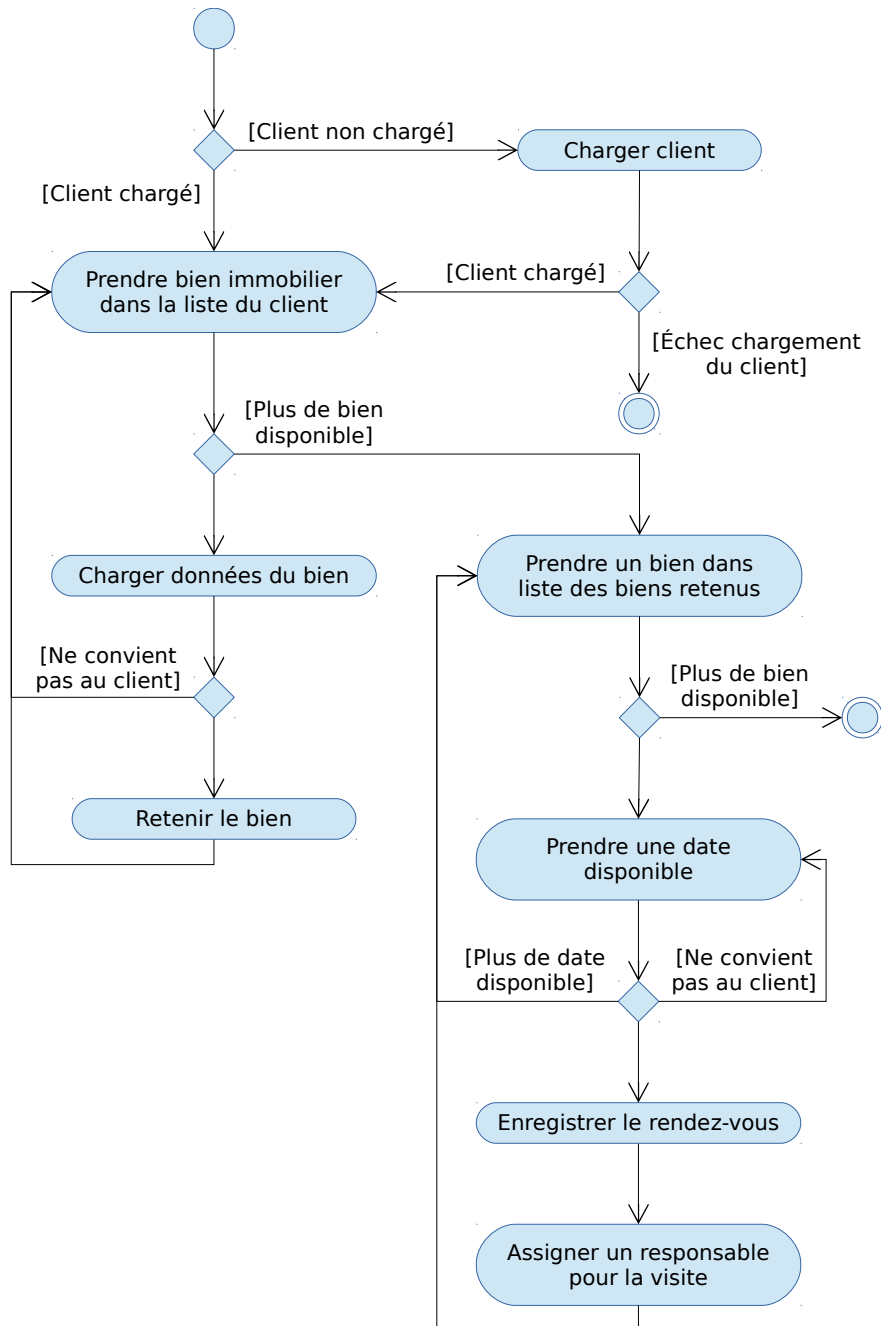 [Client non chargé]
Charger client
[Client chargé]
Prendre bien immobilier
dans la liste du client
[Client chargé]
[Échec chargement
du client]
[Plus de bien
disponible]
Charger données du bien
Prendre un bien dans
liste des biens retenus
[Ne convient
pas au client]
[Plus de bien
disponible]
Retenir le bien
Prendre une date
disponible
[Plus de date
disponible]
[Ne convient
pas au client]
Enregistrer le rendez-vous
Assigner un responsable
pour la visite